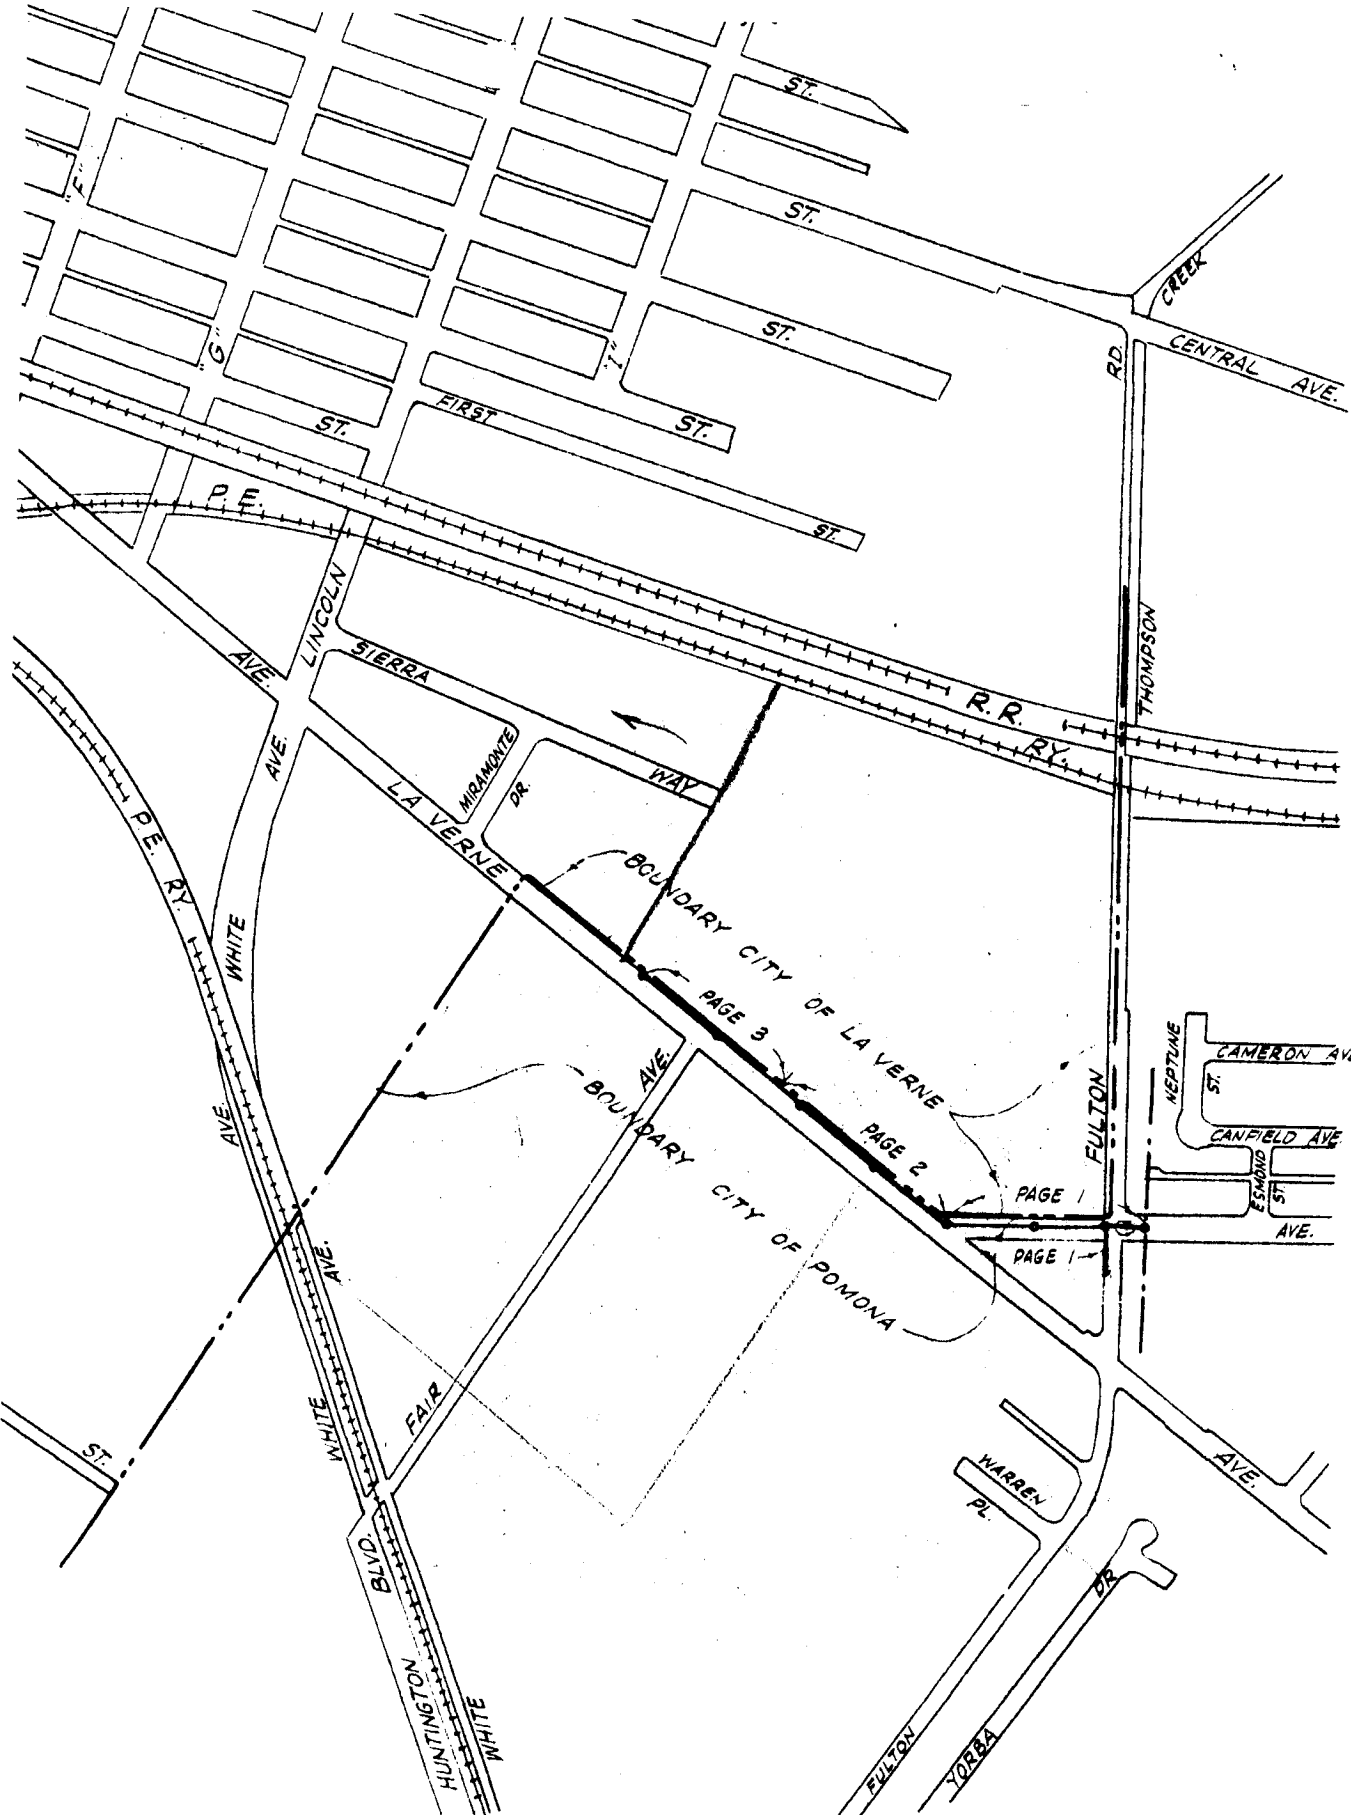 ST.
"F"
ST.
CREEK
"G"
"I"
ST.
RD.
CENTRAL AVE.
FIRST
ST.
ST.
ST.
P. E.
LINCOLN
AVE.
SIERRA
THOMPSON
R. R.
RY.
AVE.
MIRAMONTE
DR.
WAY
LA VERNE
P.E. RY.
BOUNDARY CITY OF LA VERNE
WHITE
PAGE 3
NEPTUNE
ST.
CAMERON AVE
AVE.
AVE.
BOUNDARY CITY OF POMONA
PAGE 2
FULTON
CANFIELD AVE.
ESMOND
ST.
PAGE 1
AVE.
PAGE 1
AVE.
FAIR
WHITE
ST.
WARREN
PL.
AVE.
BLVD.
DR
HUNTINGTON
WHITE
FULTON
YORBA